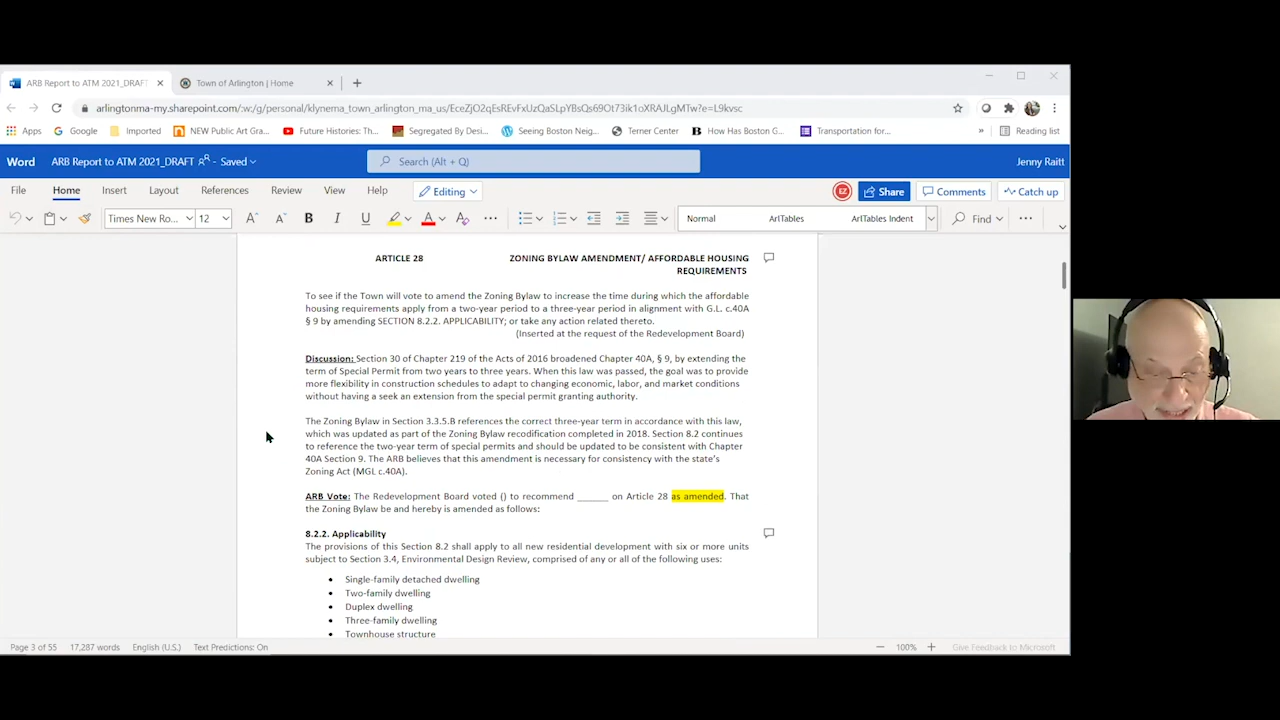 ARB Report to ATM 2021_DRAFT
Town of Arlington | Home
arlingtonma-my.sharepoint.com/:w:/g/personal/klynema_town_arlington_ma_us/EceZjO2qEsREvFxUzQaSLpYBsQs69Ot73ik1oXRAJLgMTw?e=L9kvsc
Apps Google Imported NEW Public Art Gra... Future Histories: Th... Segregated By Desi... Seeing Boston Neig... Terner Center How Has Boston G... Transportation for... » Reading list
Word ARB Report to ATM 2021_DRAFT - Saved Search (Alt + Q) Jenny Raitt
File Home Insert Layout References Review View Help Editing EZ Share Comments Catch up
Times New Ro... 12 A A B I U A A ... Normal ArlTables ArlTables Indent Find ...
ARTICLE 28 ZONING BYLAW AMENDMENT/ AFFORDABLE HOUSING
REQUIREMENTS
To see if the Town will vote to amend the Zoning Bylaw to increase the time during which the affordable
housing requirements apply from a two-year period to a three-year period in alignment with G.L. c.40A
§ 9 by amending SECTION 8.2.2. APPLICABILITY; or take any action related thereto.
(Inserted at the request of the Redevelopment Board)
Discussion: Section 30 of Chapter 219 of the Acts of 2016 broadened Chapter 40A, § 9, by extending the
term of Special Permit from two years to three years. When this law was passed, the goal was to provide
more flexibility in construction schedules to adapt to changing economic, labor, and market conditions
without having a seek an extension from the special permit granting authority.
The Zoning Bylaw in Section 3.3.5.B references the correct three-year term in accordance with this law,
which was updated as part of the Zoning Bylaw recodification completed in 2018. Section 8.2 continues
to reference the two-year term of special permits and should be updated to be consistent with Chapter
40A Section 9. The ARB believes that this amendment is necessary for consistency with the state's
Zoning Act (MGL c.40A).
ARB Vote: The Redevelopment Board voted () to recommend ______ on Article 28 as amended. That
the Zoning Bylaw be and hereby is amended as follows:
8.2.2. Applicability
The provisions of this Section 8.2 shall apply to all new residential development with six or more units
subject to Section 3.4, Environmental Design Review, comprised of any or all of the following uses:
• Single-family detached dwelling
• Two-family dwelling
• Duplex dwelling
• Three-family dwelling
• Townhouse structure
Page 3 of 55 17,287 words English (U.S.) Text Predictions: On 100% Give Feedback to Microsoft